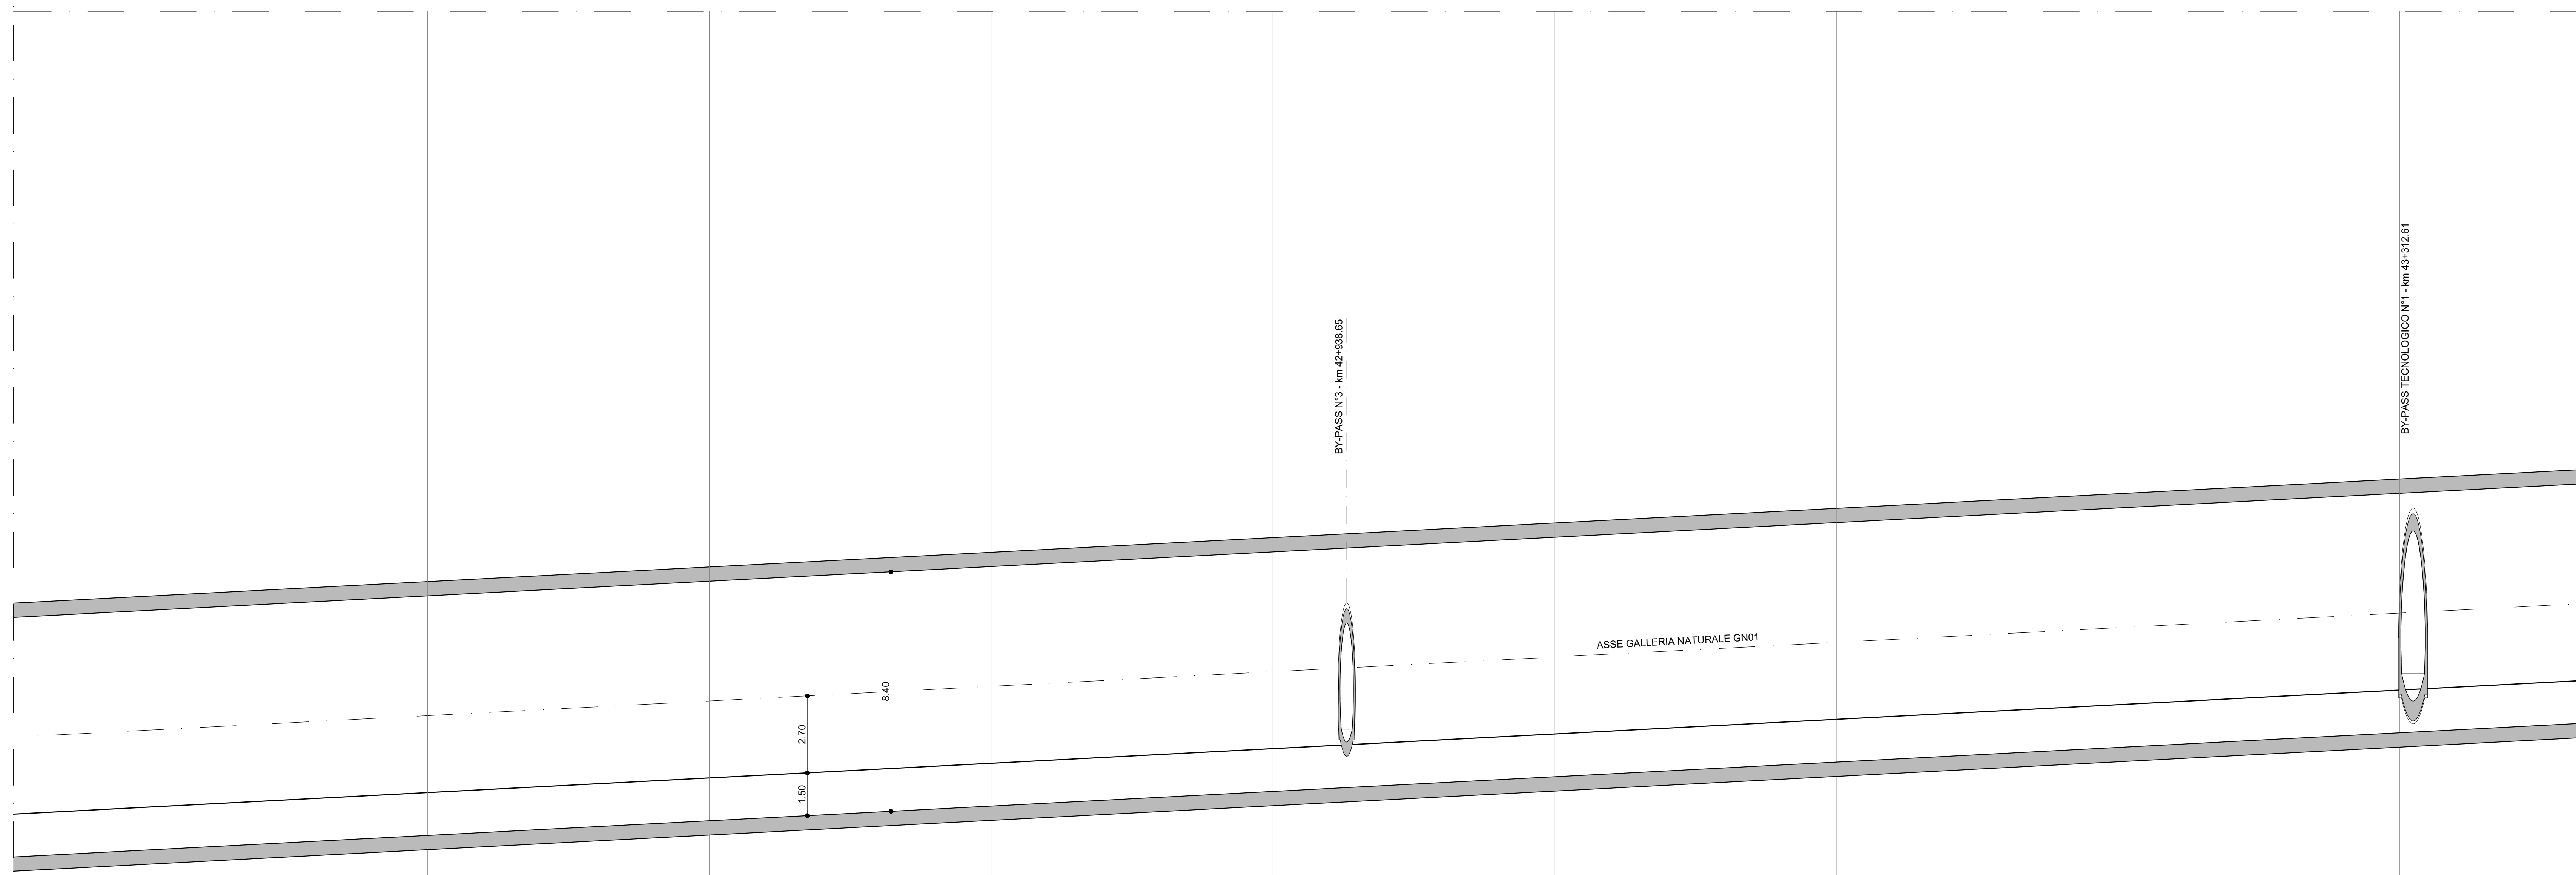 BY-PASS TECNOLOGICO N°1 - km 43+312.61
BY-PASS N°3 - km 42+938.65
ASSE GALLERIA NATURALE GN01
8.40
2.70
1.50